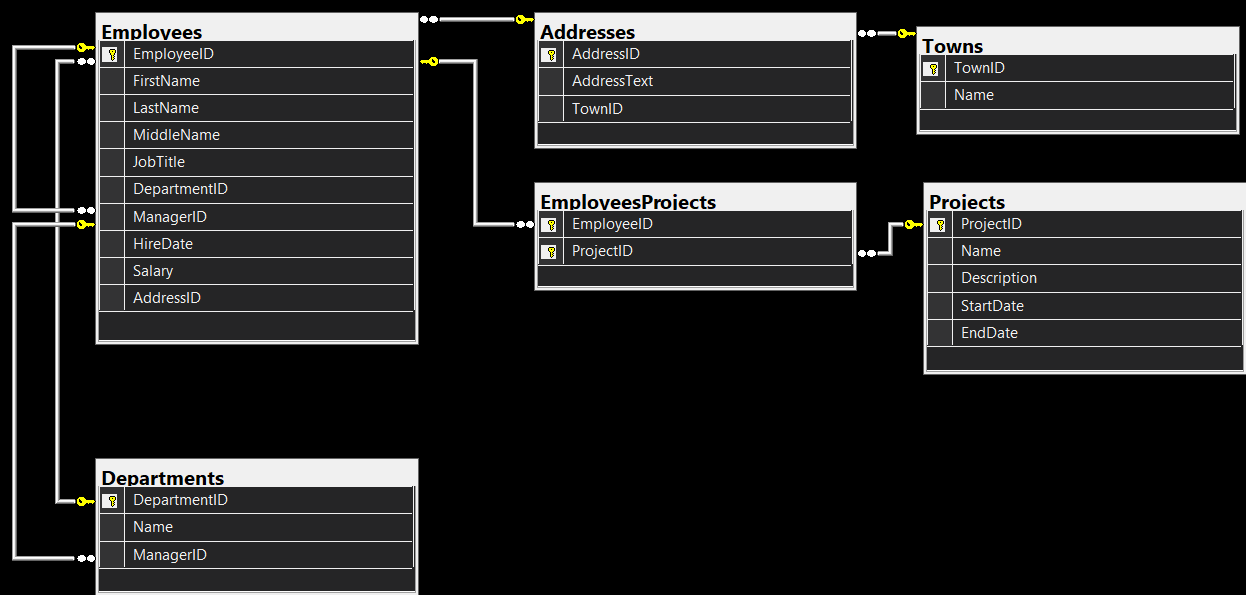 Employees
EmployeeID
FirstName
LastName
MiddleName
JobTitle
DepartmentID
ManagerID
HireDate
Salary
AddressID
Addresses
AddressID
AddressText
TownID
Towns
TownID
Name
EmployeesProjects
EmployeeID
ProjectID
Projects
ProjectID
Name
Description
StartDate
EndDate
Departments
DepartmentID
Name
ManagerID